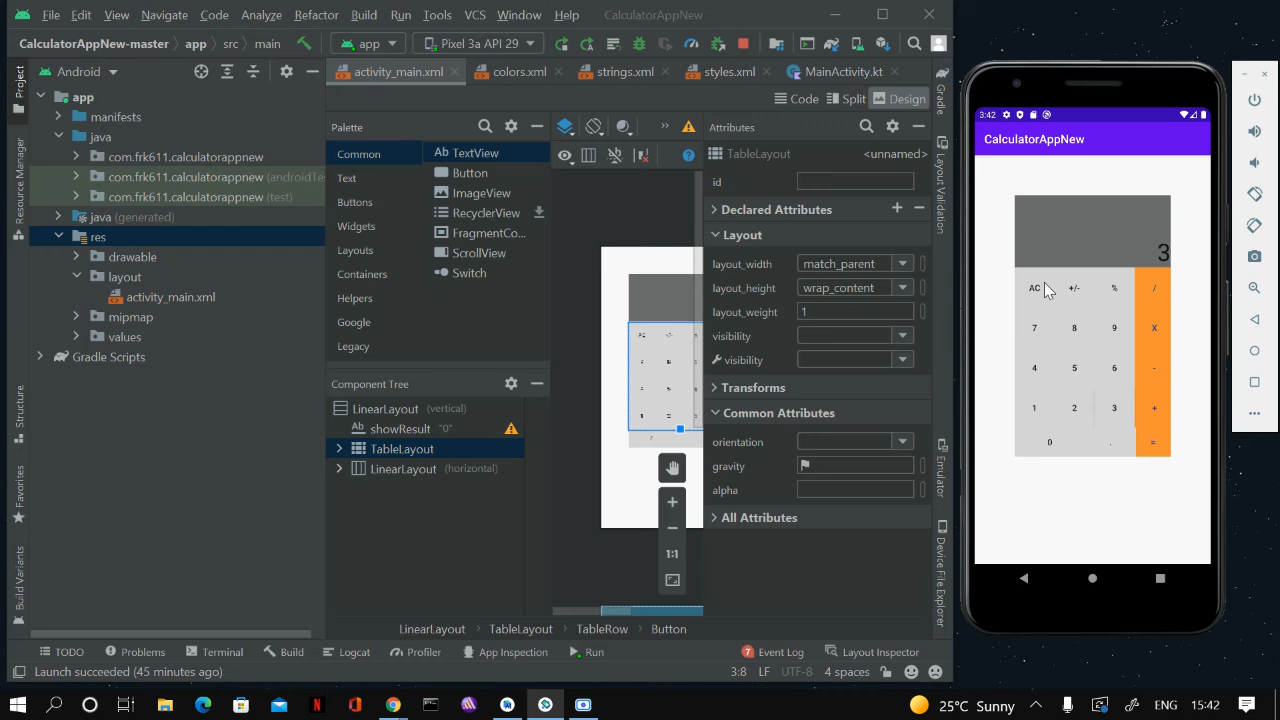 File Edit View Navigate Code Analyze Refactor Build Run Tools VCS Window Help CalculatorAppNew
CalculatorAppNew-master app src main app Pixel 3a API 29
activity_main.xml colors.xml strings.xml styles.xml MainActivity.kt
Project
Resource Manager
Structure
Favorites
Build Variants
Android
app
manifests
java
com.frk611.calculatorappnew
com.frk611.calculatorappnew (androidTes
com.frk611.calculatorappnew (test)
java (generated)
res
drawable
layout
activity_main.xml
mipmap
values
Gradle Scripts
Code Split Design
Palette
Common
Text
Buttons
Widgets
Layouts
Containers
Helpers
Google
Legacy
Ab TextView
Button
ImageView
RecyclerView
FragmentCo...
ScrollView
Switch
Component Tree
LinearLayout (vertical)
Ab showResult "0"
TableLayout
LinearLayout (horizontal)
1:1
Attributes
TableLayout <unnamed>
id
Declared Attributes
Layout
layout_width match_parent
layout_height wrap_content
layout_weight 1
visibility
visibility
Transforms
Common Attributes
orientation
gravity
alpha
All Attributes
Gradle
Layout Validation
Emulator
Device File Explorer
LinearLayout TableLayout TableRow Button
TODO Problems Terminal Build Logcat Profiler App Inspection Run 7 Event Log Layout Inspector
Launch succeeded (45 minutes ago) 3:8 LF UTF-8 4 spaces
3:42
CalculatorAppNew
3
AC +/- % /
7 8 9 X
4 5 6 -
1 2 3 +
0 . =
25°C Sunny ENG 15:42